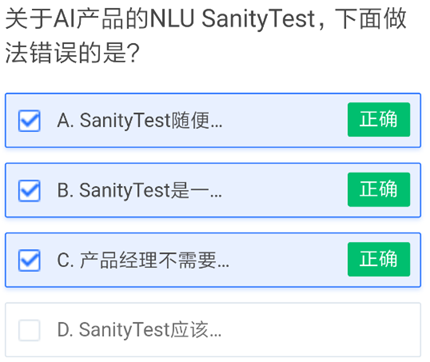 关于AI产品的NLU SanityTest，下面做
法错误的是？
A. SanityTest随便... 正确
B. SanityTest是一... 正确
C. 产品经理不需要... 正确
D. SanityTest应该...